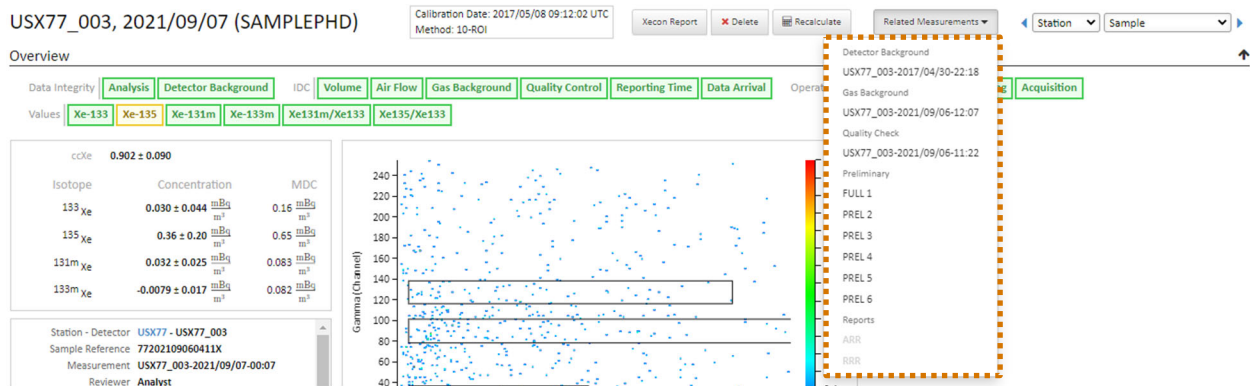 USX77_003, 2021/09/07 (SAMPLEPHD)
Calibration Date: 2017/05/08 09:12:02 UTC
Method: 10-ROI
Xecon Report
Delete
Recalculate
Related Measurements
Station
Sample
Overview
Data Integrity Analysis Detector Background IDC Volume Air Flow Gas Background Quality Control Reporting Time Data Arrival Acquisition
Values Xe-133 Xe-135 Xe-131m Xe-133m Xe131m/Xe133 Xe135/Xe133
ccXe 0.902 ± 0.090
Isotope Concentration MDC
133 Xe 0.030 ± 0.044 mBq/m³ 0.16 mBq/m³
135 Xe 0.36 ± 0.20 mBq/m³ 0.65 mBq/m³
131m Xe 0.032 ± 0.025 mBq/m³ 0.083 mBq/m³
133m Xe -0.0079 ± 0.017 mBq/m³ 0.082 mBq/m³
Station - Detector USX77 - USX77_003
Sample Reference 77202109060411X
Measurement USX77_003-2021/09/07-00:07
Reviewer Analyst
Gamma (Channel)
240
220
200
180
160
140
120
100
80
60
40
Detector Background
USX77_003-2017/04/30-22:18
Gas Background
USX77_003-2021/09/06-12:07
Quality Check
USX77_003-2021/09/06-11:22
Preliminary
FULL 1
PREL 2
PREL 3
PREL 4
PREL 5
PREL 6
Reports
ARR
RRR